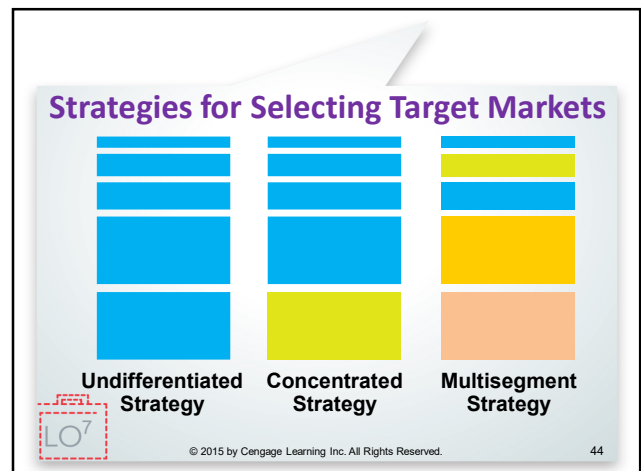 Strategies for Selecting Target Markets
Undifferentiated
Strategy
Concentrated
Strategy
Multisegment
Strategy
LO7
© 2015 by Cengage Learning Inc. All Rights Reserved.
44